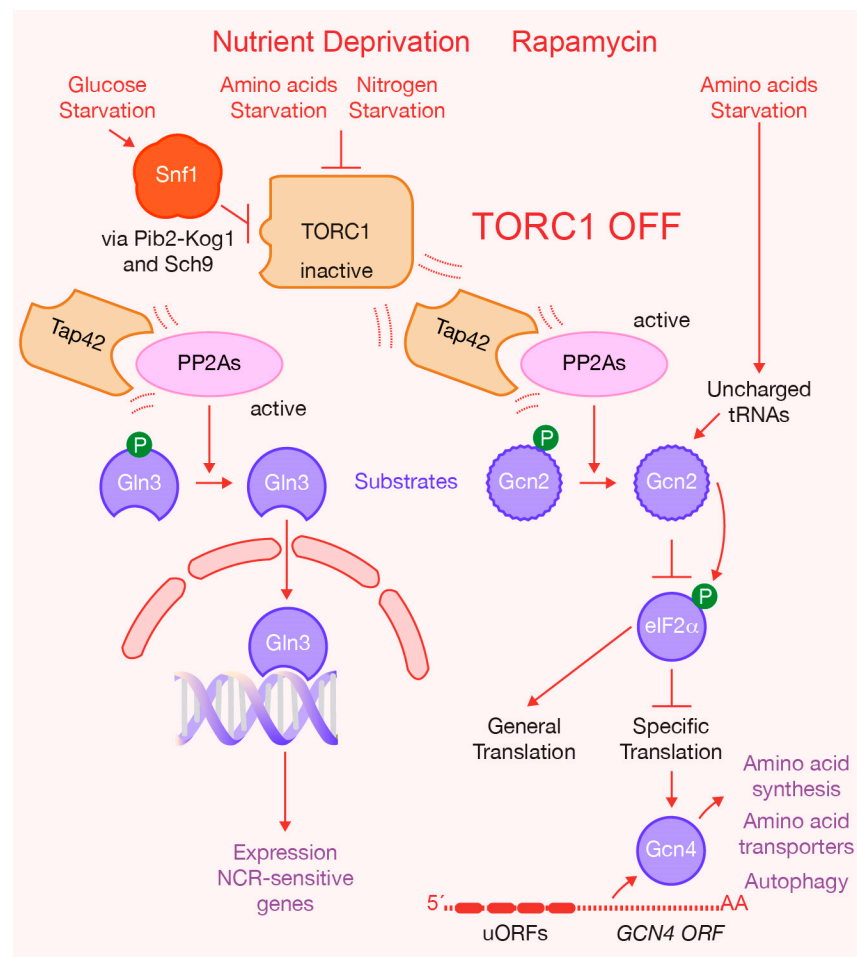 Nutrient Deprivation Rapamycin
Glucose
Starvation
Amino acids
Starvation
Nitrogen
Starvation
Amino acids
Starvation
Snf1
via Pib2-Kog1
and Sch9
TORC1
inactive
TORC1 OFF
Tap42
PP2As
active
Tap42
PP2As
active
Uncharged
tRNAs
P
Gln3
Gln3
Substrates
P
Gcn2
Gcn2
P
eIF2α
Gln3
General
Translation
Specific
Translation
Expression
NCR-sensitive
genes
Gcn4
Amino acid
synthesis
Amino acid
transporters
Autophagy
5´
AA
uORFs
GCN4 ORF